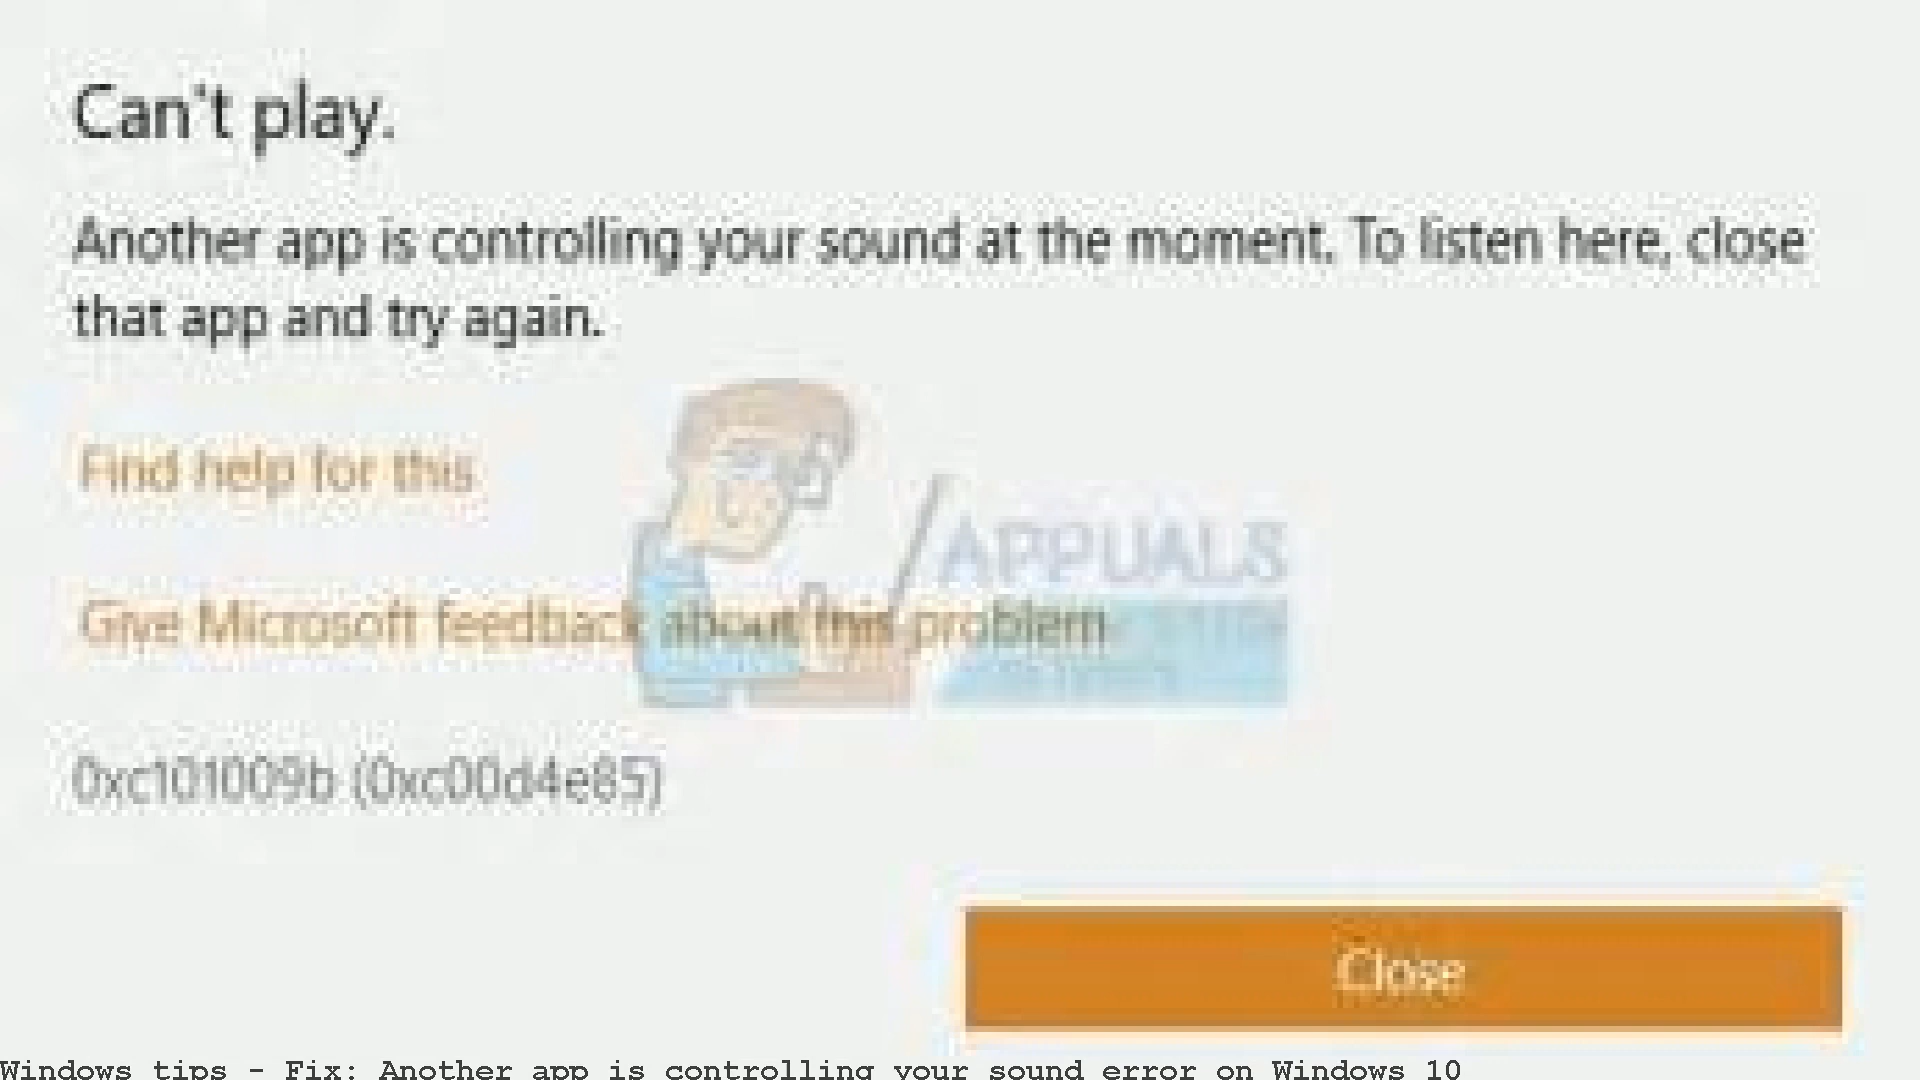 Can't play.
Another app is controlling your sound at the moment. To listen here, close
that app and try again.
Find help for this
APPUALS
Give Microsoft feedback about this problem
0xc101009b (0xc00d4e85)
Close
Windows tips - Fix: Another app is controlling your sound error on Windows 10